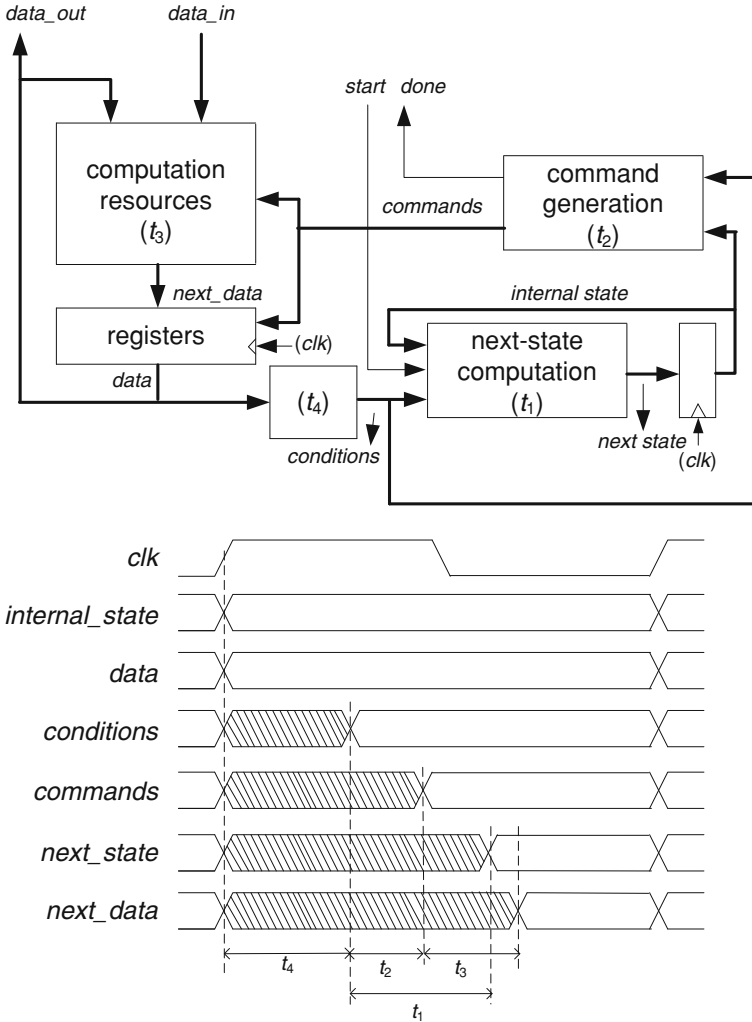 data_out
data_in
start
done
computation
resources
(t3)
command
generation
(t2)
commands
next_data
internal state
registers
(clk)
next-state
computation
(t1)
data
(t4)
conditions
next state
(clk)
clk
internal_state
data
conditions
commands
next_state
next_data
t4
t2
t3
t1